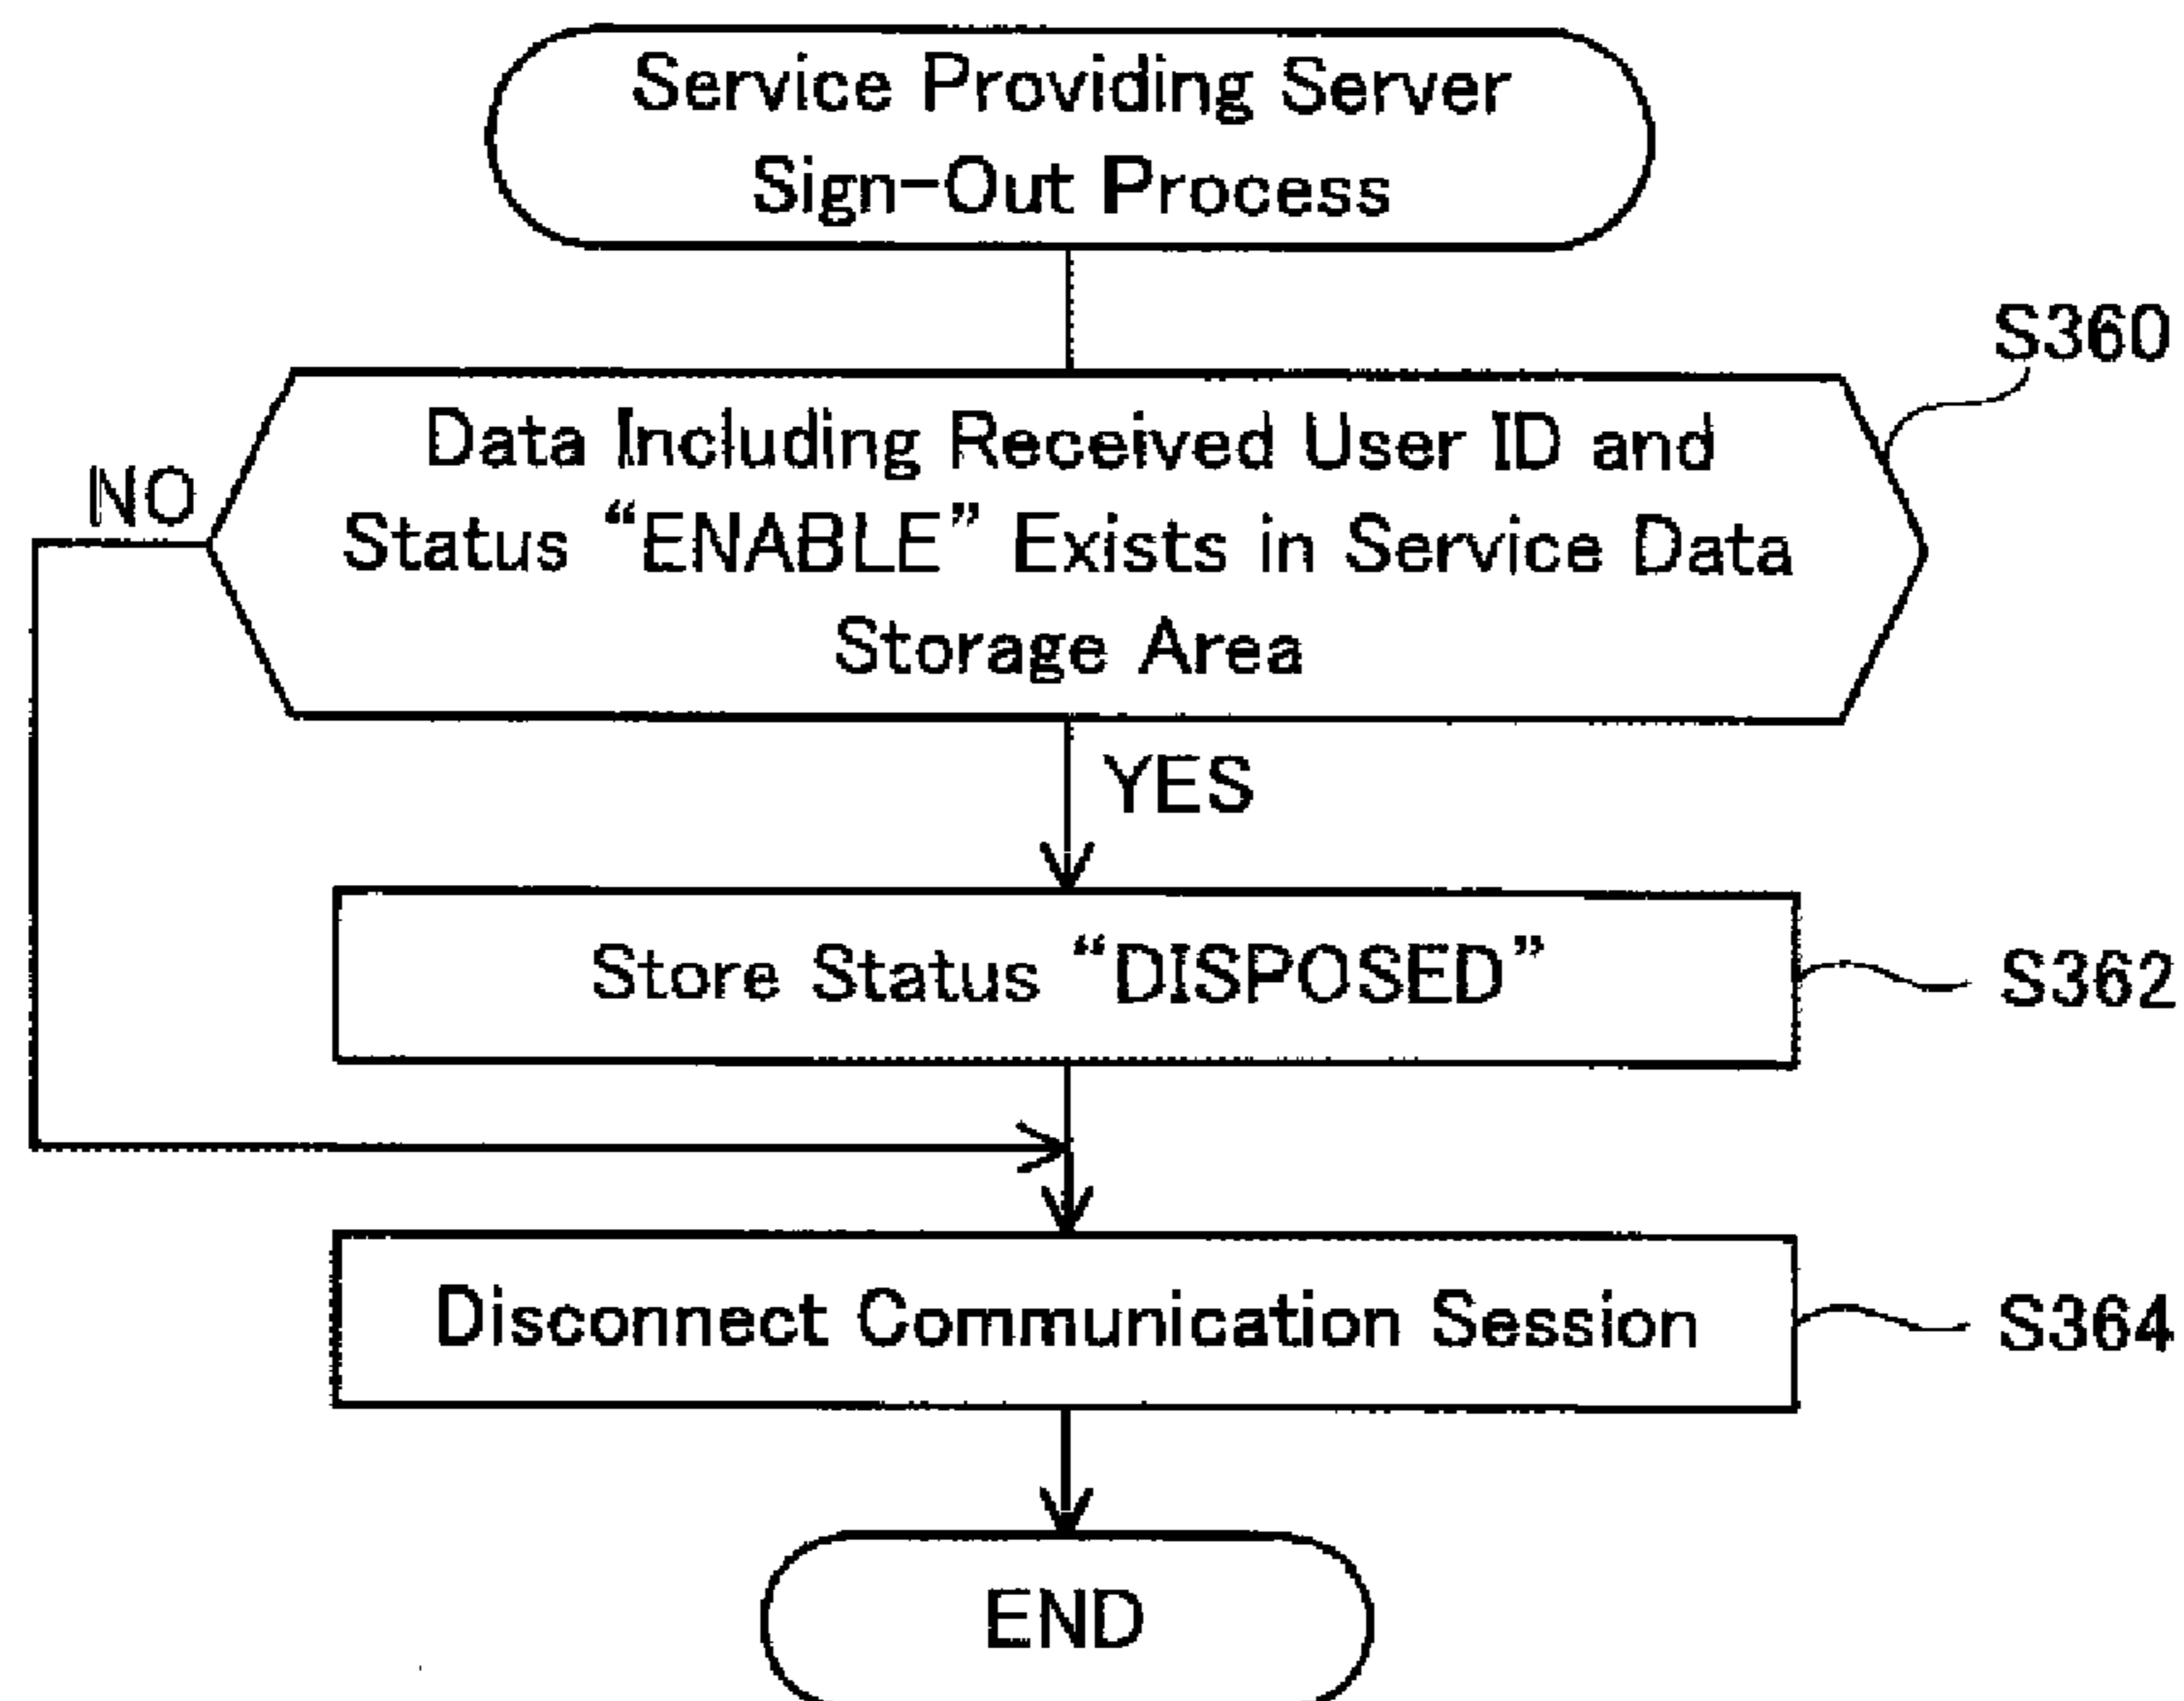 Service Providing Server
Sign-Out Process
S360
Data Including Received User ID and
Status “ENABLE” Exists in Service Data
Storage Area
NO
YES
Store Status “DISPOSED”
S362
Disconnect Communication Session
S364
END